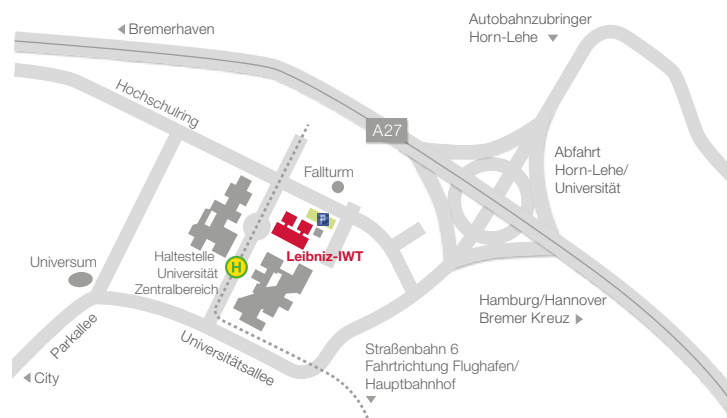 Bremerhaven
Autobahnzubringer
Horn-Lehe
Hochschulring
A27
Abfahrt
Horn-Lehe/
Universität
Fallturm
P
Leibniz-IWT
Haltestelle
Universität
Zentralbereich
H
Universum
Parkallee
Universitätsallee
Hamburg/Hannover
Bremer Kreuz
Straßenbahn 6
Fahrtrichtung Flughafen/
Hauptbahnhof
City